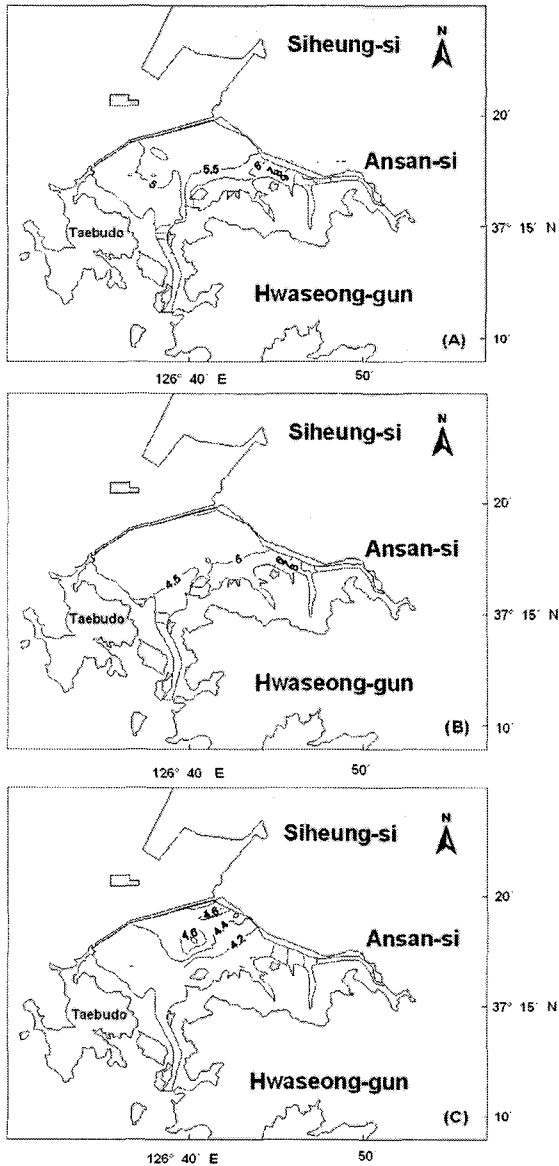 Siheung-si
N
20´
Ansan-si
5.5
6
5
Taebudo
37° 15´ N
Hwaseong-gun
10´
(A)
126° 40´ E
50´
Siheung-si
N
20´
Ansan-si
5
4.5
Taebudo
37° 15´ N
Hwaseong-gun
10´
(B)
126° 40´ E
50´
Siheung-si
N
20´
4.6
4.4
Ansan-si
4.6
4.2
Taebudo
37° 15´ N
Hwaseong-gun
10´
(C)
126° 40´ E
50´